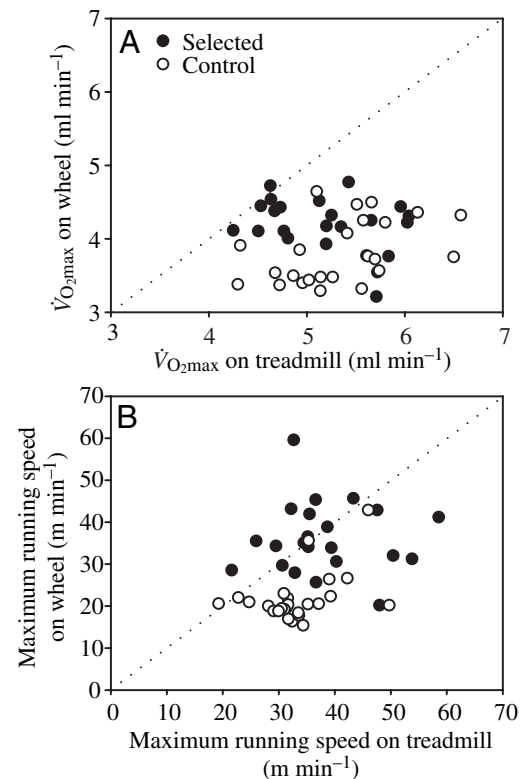 A
Selected
Control
7
6
5
4
3
V̇O₂max on wheel (ml min⁻¹)
3 4 5 6 7
V̇O₂max on treadmill (ml min⁻¹)
B
70
60
50
40
30
20
10
0
Maximum running speed
on wheel (m min⁻¹)
0 10 20 30 40 50 60 70
Maximum running speed on treadmill
(m min⁻¹)